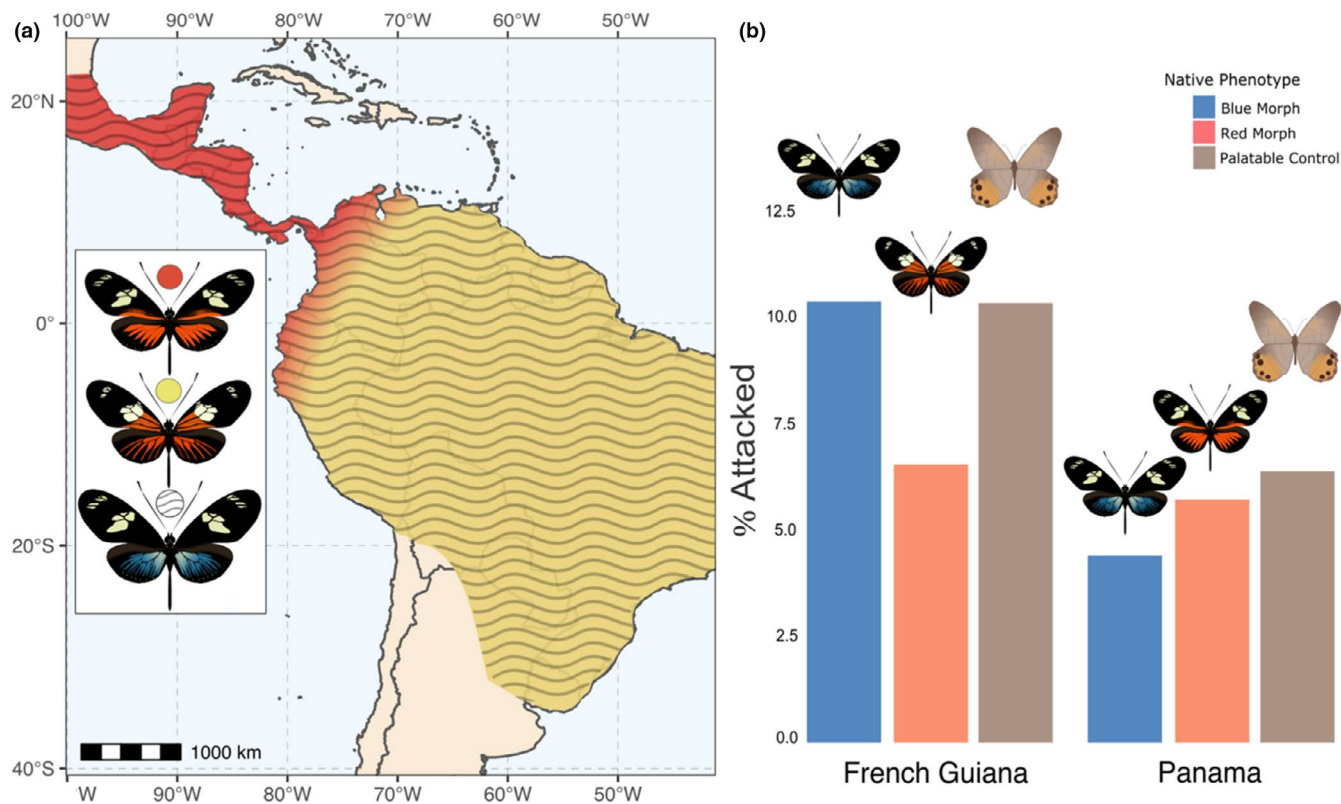 (a)
100°W 90°W 80°W 70°W 60°W 50°W
20°N
0°
20°S
40°S
1000 km
°W 90°W 80°W 70°W 60°W 50°W
(b)
Native Phenotype
Blue Morph
Red Morph
Palatable Control
% Attacked
12.5
10.0
7.5
5.0
2.5
0.0
French Guiana Panama